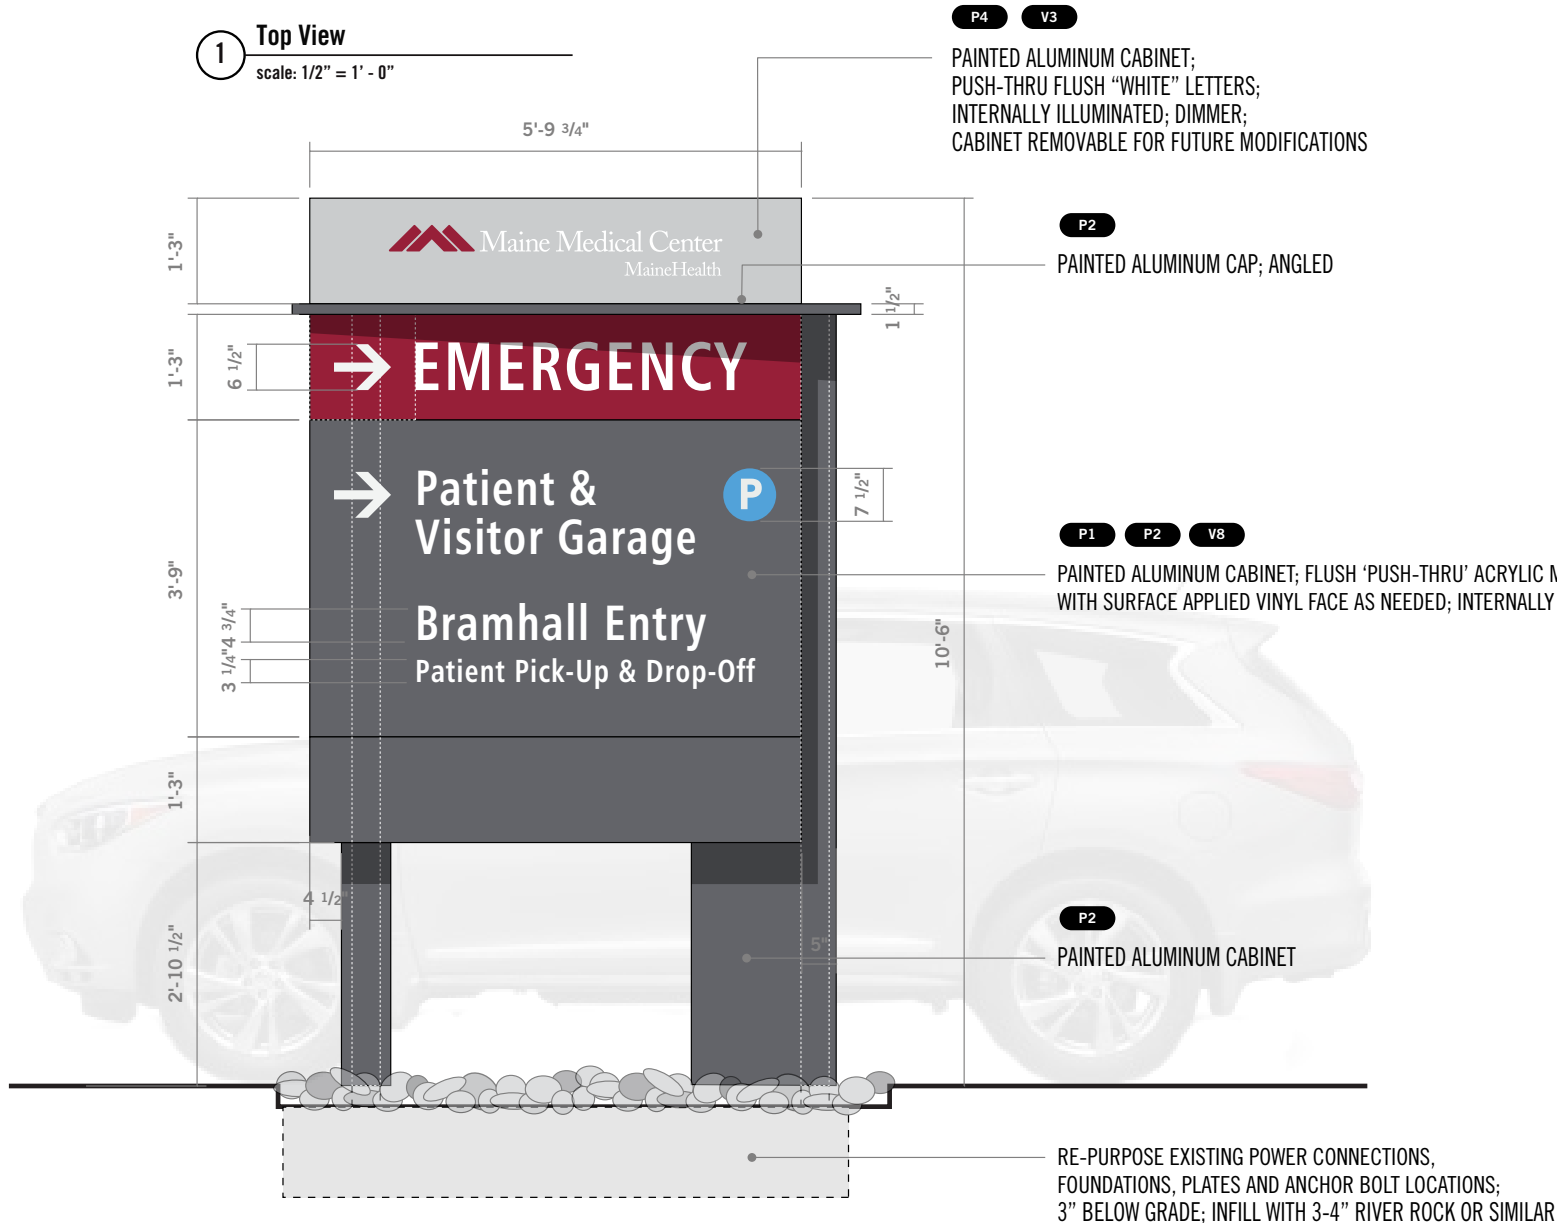 1
Top View
scale: 1/2” = 1’ - 0”
P4 V3
PAINTED ALUMINUM CABINET;
PUSH-THRU FLUSH “WHITE” LETTERS;
INTERNALLY ILLUMINATED; DIMMER;
CABINET REMOVABLE FOR FUTURE MODIFICATIONS
5'-9 3/4"
1'-3"
Maine Medical Center
MaineHealth
P2
PAINTED ALUMINUM CAP; ANGLED
1 1/2"
1'-3"
6 1/2"
EMERGENCY
3'-9"
Patient &
Visitor Garage
P
7 1/2"
P1 P2 V8
PAINTED ALUMINUM CABINET; FLUSH ‘PUSH-THRU’ ACRYLIC
WITH SURFACE APPLIED VINYL FACE AS NEEDED; INTERNALLY
4 3/4"
Bramhall Entry
3 1/4"
Patient Pick-Up & Drop-Off
10'-6"
1'-3"
4 1/2"
2'-10 1/2"
5"
P2
PAINTED ALUMINUM CABINET
RE-PURPOSE EXISTING POWER CONNECTIONS,
FOUNDATIONS, PLATES AND ANCHOR BOLT LOCATIONS;
3” BELOW GRADE; INFILL WITH 3-4” RIVER ROCK OR SIMILAR